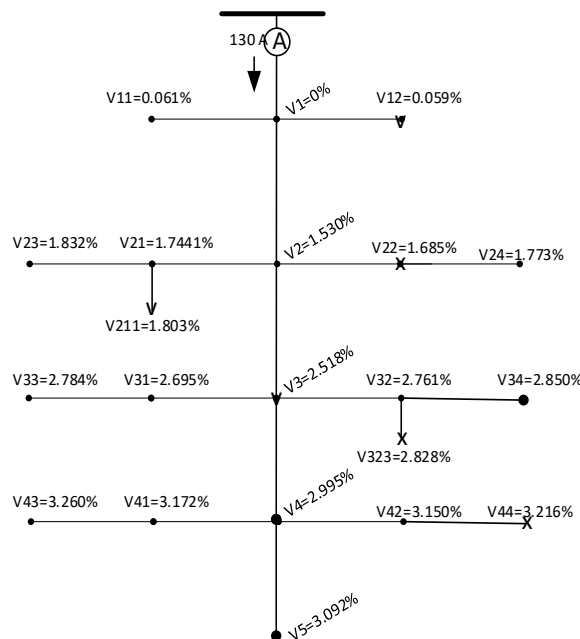 130 A
A
V11=0.061%
V1=0%
V12=0.059%
V23=1.832%
V21=1.7441%
V2=1.530%
V22=1.685%
V24=1.773%
V211=1.803%
V33=2.784%
V31=2.695%
V3=2.518%
V32=2.761%
V34=2.850%
V323=2.828%
V43=3.260%
V41=3.172%
V4=2.995%
V42=3.150%
V44=3.216%
V5=3.092%